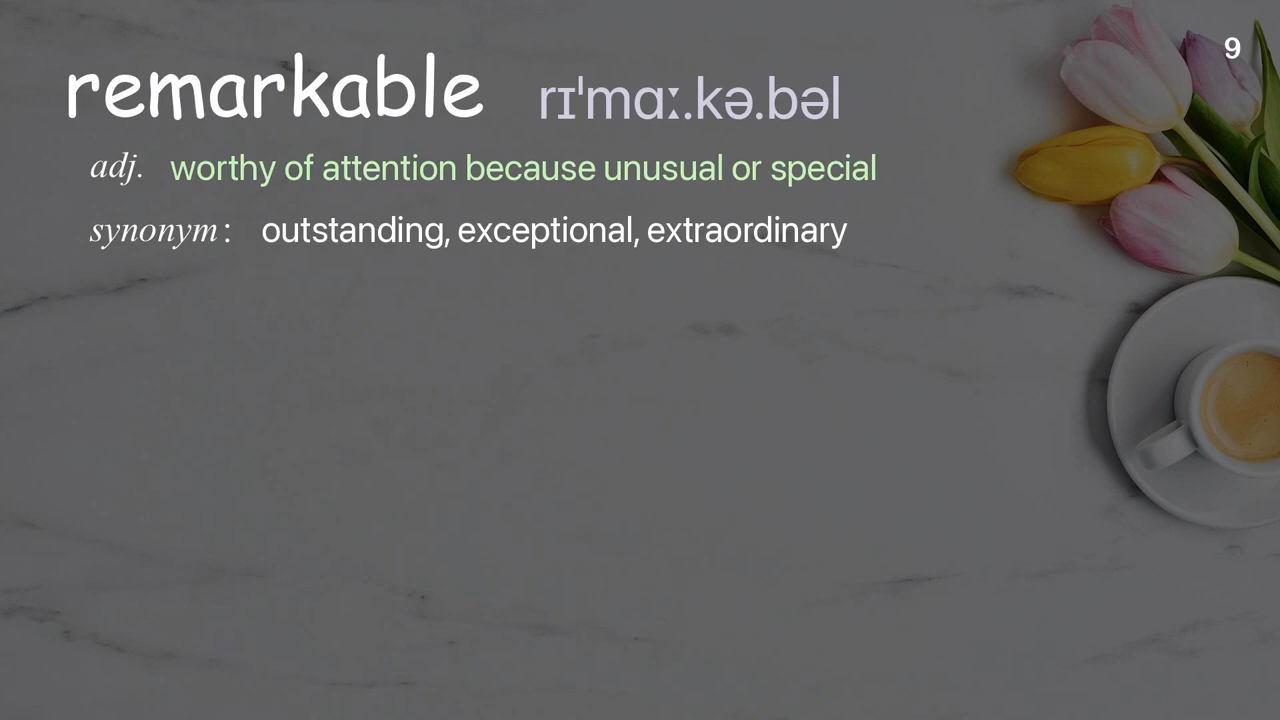 9
remarkable rɪˈmɑː.kə.bəl
adj. worthy of attention because unusual or special
synonym : outstanding, exceptional, extraordinary